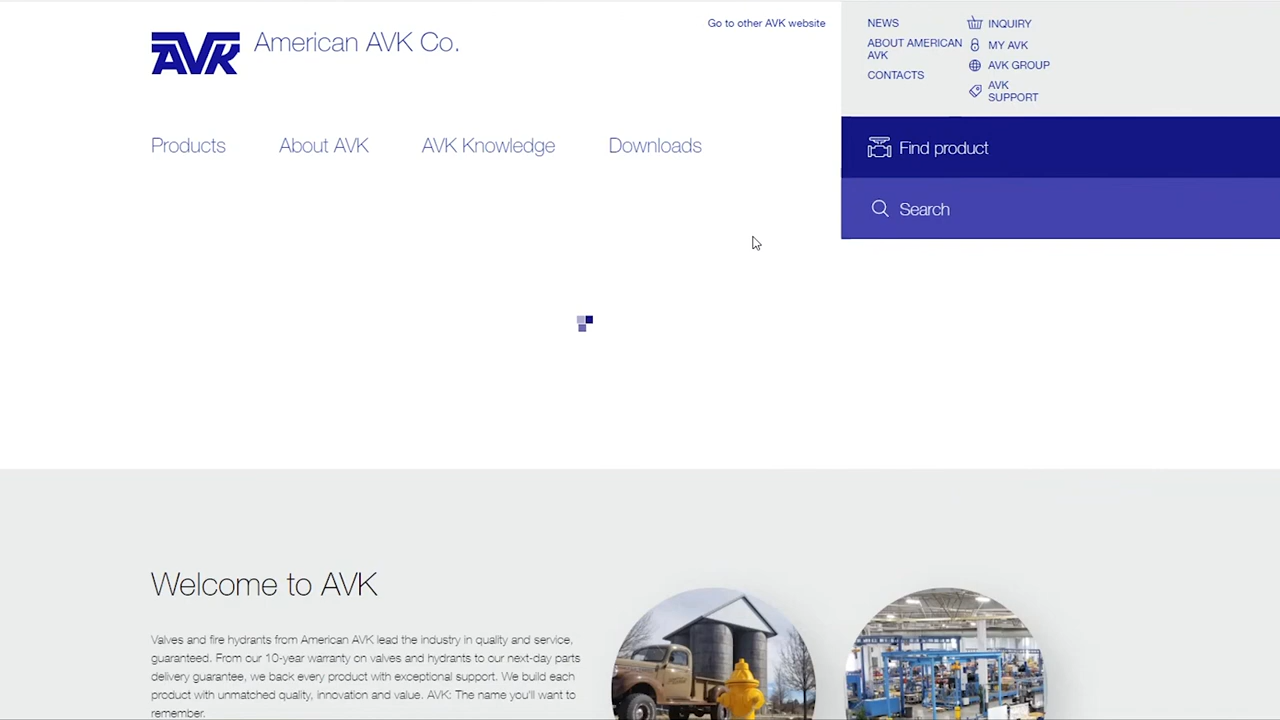 AVK
American AVK Co.
Go to other AVK website
NEWS
ABOUT AMERICAN
AVK
CONTACTS
INQUIRY
MY AVK
AVK GROUP
AVK
SUPPORT
Products
About AVK
AVK Knowledge
Downloads
Find product
Search
Welcome to AVK
Valves and fire hydrants from American AVK lead the industry in quality and service,
guaranteed. From our 10-year warranty on valves and hydrants to our next-day parts
delivery guarantee, we back every product with exceptional support. We build each
product with unmatched quality, innovation and value. AVK: The name you'll want to
remember.